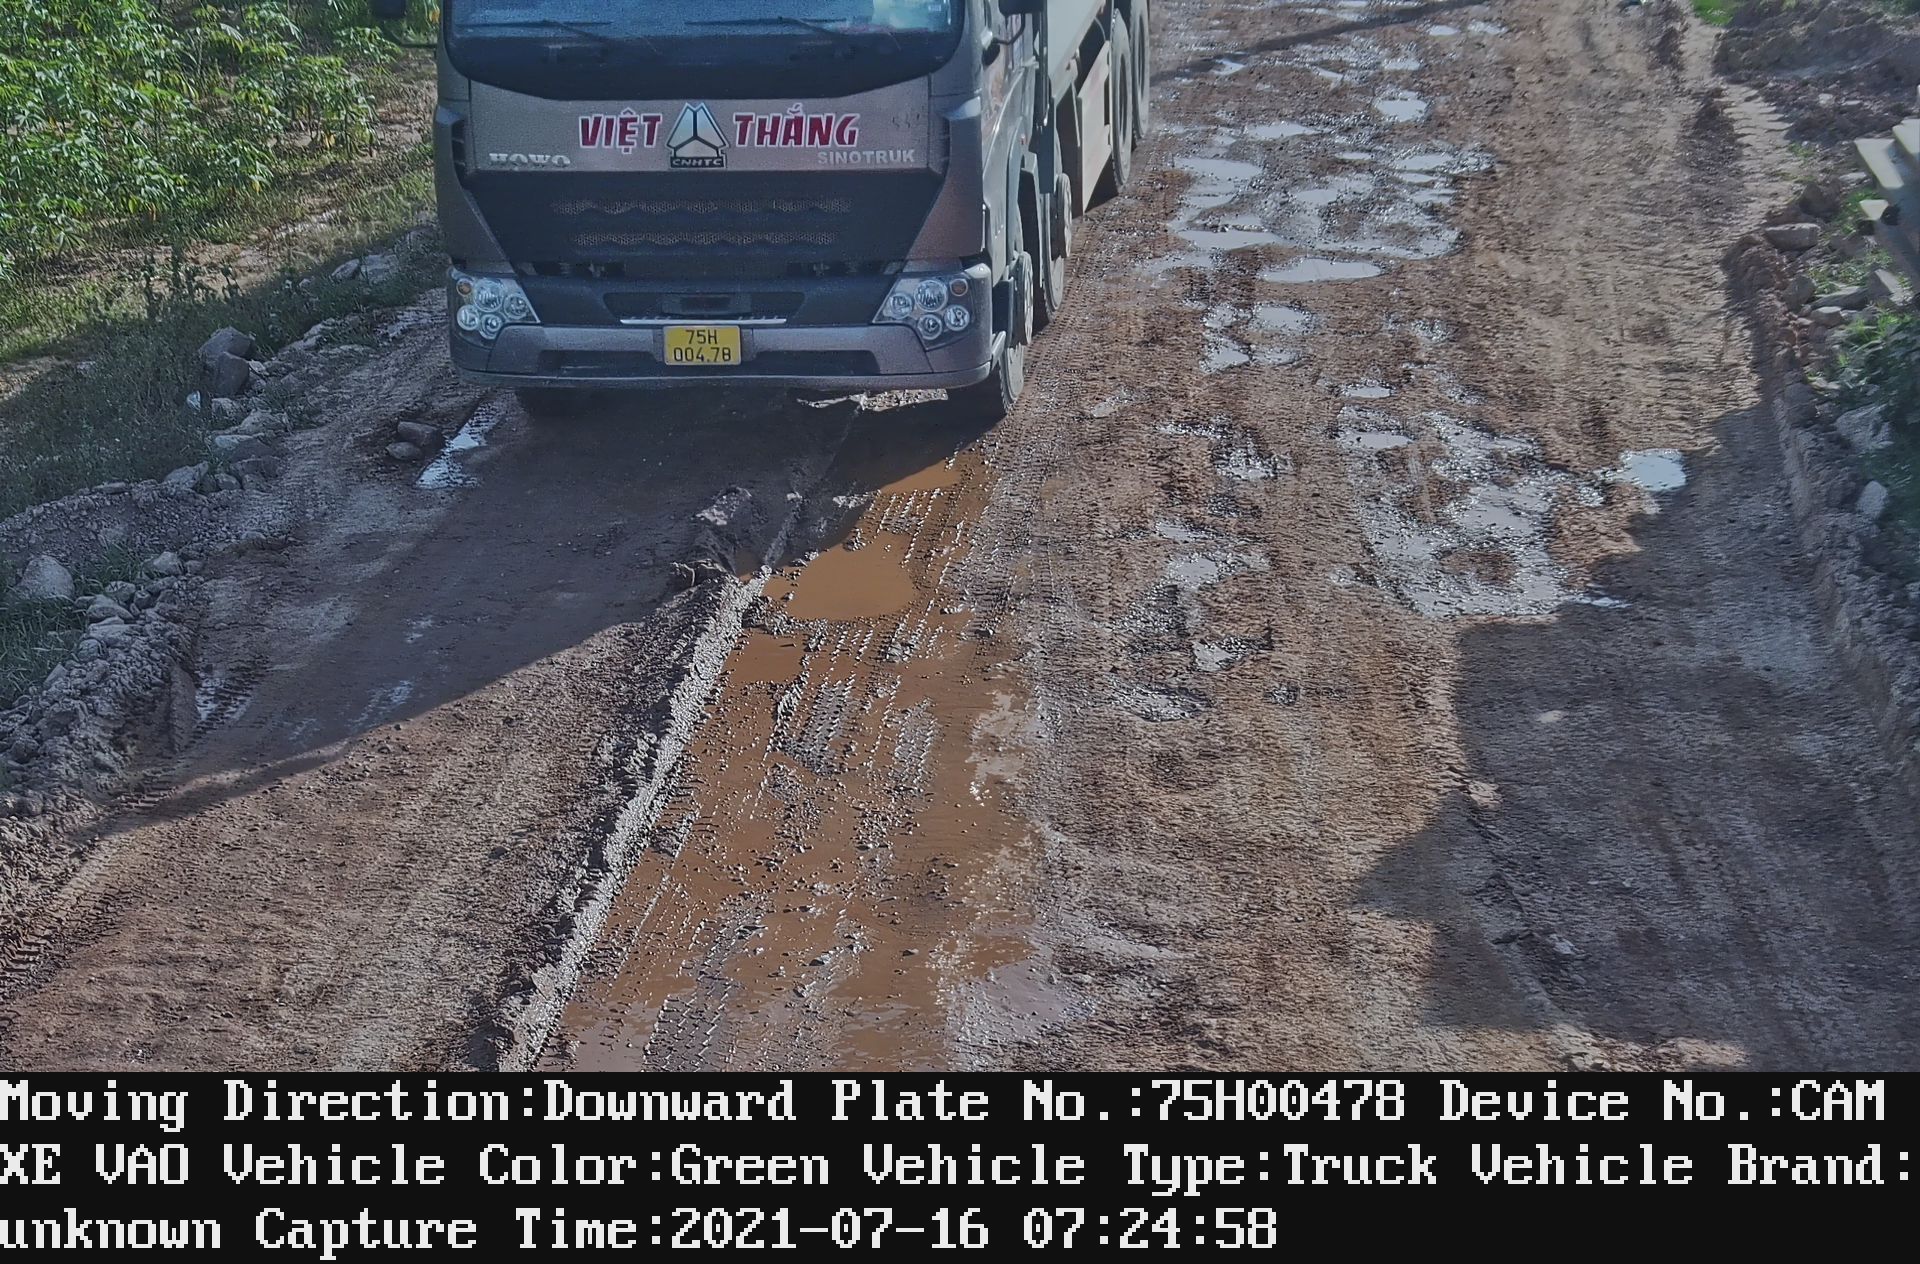 VIỆT THẮNG
CNHTC
HOWO
SINOTRUK
75H
004.78
Moving Direction:Downward Plate No.:75H00478 Device No.:CAM
XE VAO Vehicle Color:Green Vehicle Type:Truck Vehicle Brand:
unknown Capture Time:2021-07-16 07:24:58